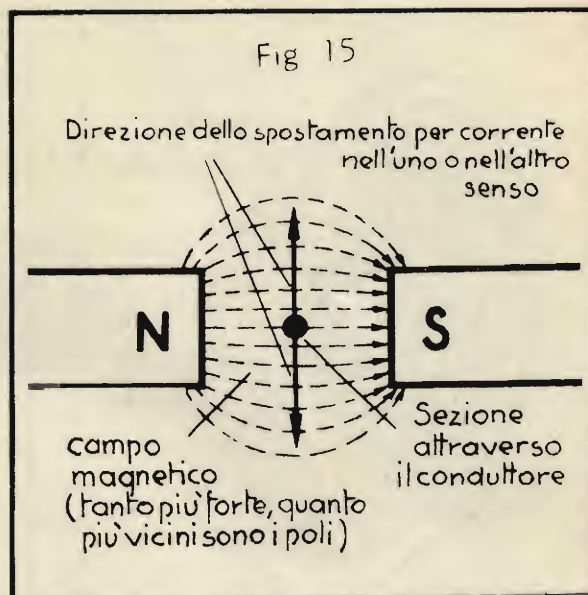 Fig 15
Direzione dello spostamento per corrente
nell'uno o nell'altro
senso
N
S
campo
magnetico
(tanto più forte, quanto
più vicini sono i poli)
Sezione
attraverso
il conduttore